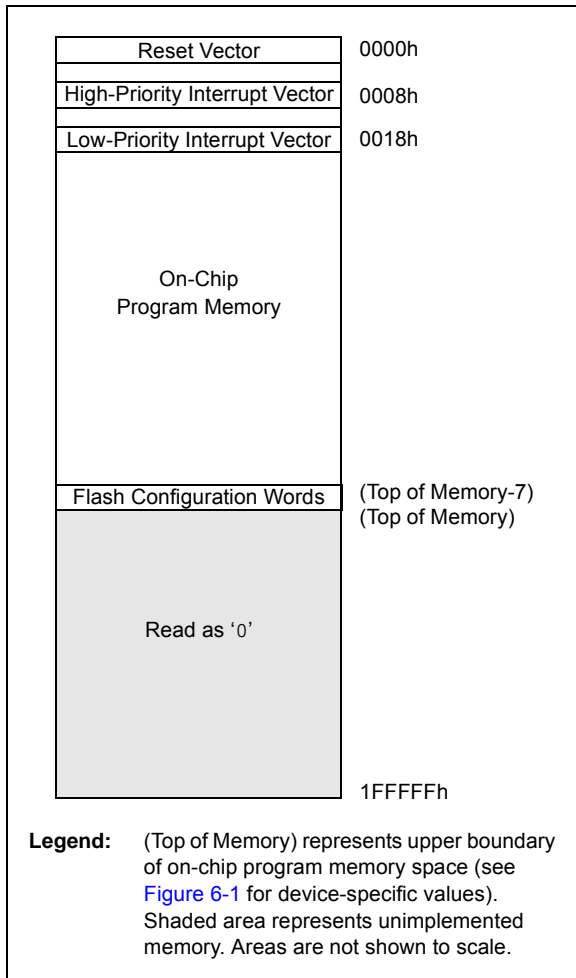 Reset Vector 0000h
High-Priority Interrupt Vector 0008h
Low-Priority Interrupt Vector 0018h
On-Chip
Program Memory
Flash Configuration Words (Top of Memory-7)
(Top of Memory)
Read as ‘0’
1FFFFFh
Legend: (Top of Memory) represents upper boundary
of on-chip program memory space (see
Figure 6-1 for device-specific values).
Shaded area represents unimplemented
memory. Areas are not shown to scale.